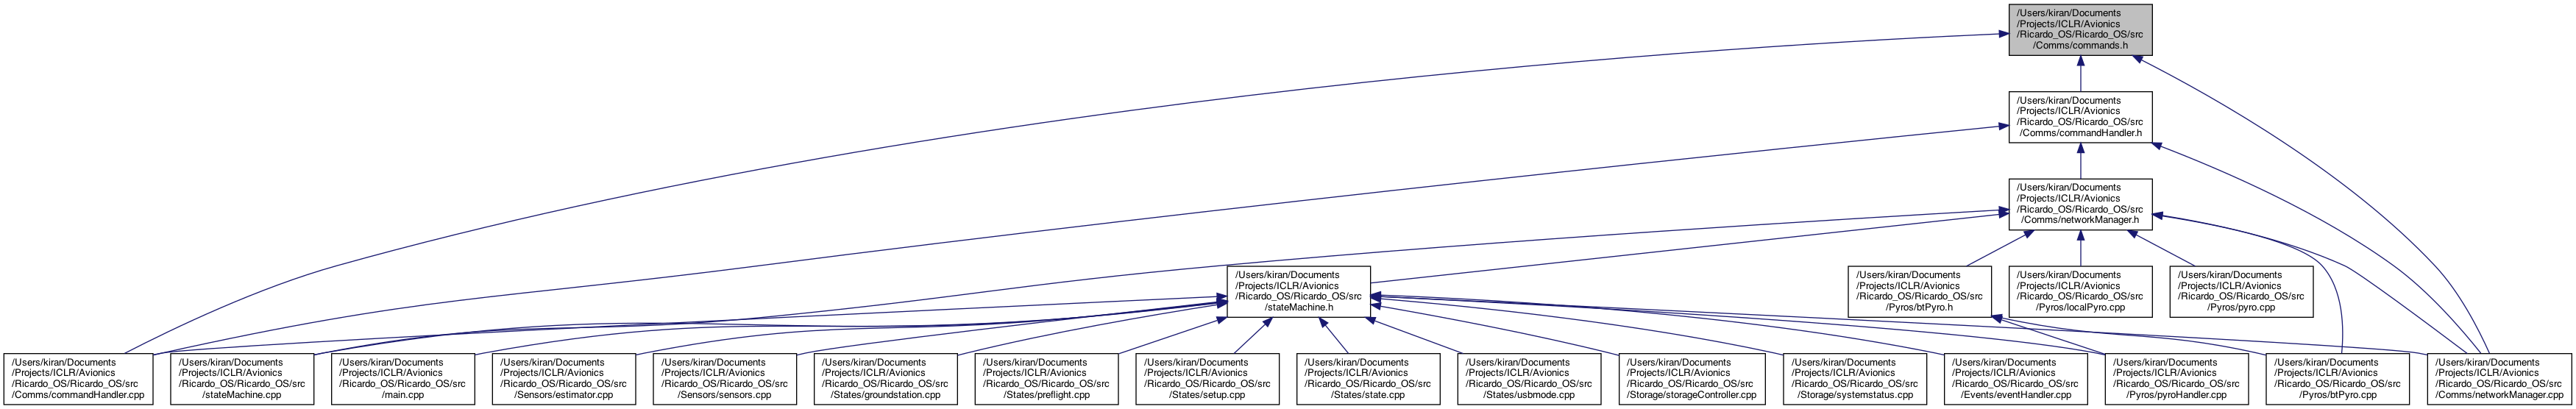 /Users/kiran/Documents
/Projects/ICLR/Avionics
/Ricardo_OS/Ricardo_OS/src
/Comms/commands.h
/Users/kiran/Documents
/Projects/ICLR/Avionics
/Ricardo_OS/Ricardo_OS/src
/Comms/commandHandler.h
/Users/kiran/Documents
/Projects/ICLR/Avionics
/Ricardo_OS/Ricardo_OS/src
/Comms/networkManager.h
/Users/kiran/Documents
/Projects/ICLR/Avionics
/Ricardo_OS/Ricardo_OS/src
/stateMachine.h
/Users/kiran/Documents
/Projects/ICLR/Avionics
/Ricardo_OS/Ricardo_OS/src
/Pyros/btPyro.h
/Users/kiran/Documents
/Projects/ICLR/Avionics
/Ricardo_OS/Ricardo_OS/src
/Pyros/localPyro.cpp
/Users/kiran/Documents
/Projects/ICLR/Avionics
/Ricardo_OS/Ricardo_OS/src
/Pyros/pyro.cpp
/Users/kiran/Documents
/Projects/ICLR/Avionics
/Ricardo_OS/Ricardo_OS/src
/Comms/commandHandler.cpp
/Users/kiran/Documents
/Projects/ICLR/Avionics
/Ricardo_OS/Ricardo_OS/src
/stateMachine.cpp
/Users/kiran/Documents
/Projects/ICLR/Avionics
/Ricardo_OS/Ricardo_OS/src
/main.cpp
/Users/kiran/Documents
/Projects/ICLR/Avionics
/Ricardo_OS/Ricardo_OS/src
/Sensors/estimator.cpp
/Users/kiran/Documents
/Projects/ICLR/Avionics
/Ricardo_OS/Ricardo_OS/src
/Sensors/sensors.cpp
/Users/kiran/Documents
/Projects/ICLR/Avionics
/Ricardo_OS/Ricardo_OS/src
/States/groundstation.cpp
/Users/kiran/Documents
/Projects/ICLR/Avionics
/Ricardo_OS/Ricardo_OS/src
/States/preflight.cpp
/Users/kiran/Documents
/Projects/ICLR/Avionics
/Ricardo_OS/Ricardo_OS/src
/States/setup.cpp
/Users/kiran/Documents
/Projects/ICLR/Avionics
/Ricardo_OS/Ricardo_OS/src
/States/state.cpp
/Users/kiran/Documents
/Projects/ICLR/Avionics
/Ricardo_OS/Ricardo_OS/src
/States/usbmode.cpp
/Users/kiran/Documents
/Projects/ICLR/Avionics
/Ricardo_OS/Ricardo_OS/src
/Storage/storageController.cpp
/Users/kiran/Documents
/Projects/ICLR/Avionics
/Ricardo_OS/Ricardo_OS/src
/Storage/systemstatus.cpp
/Users/kiran/Documents
/Projects/ICLR/Avionics
/Ricardo_OS/Ricardo_OS/src
/Events/eventHandler.cpp
/Users/kiran/Documents
/Projects/ICLR/Avionics
/Ricardo_OS/Ricardo_OS/src
/Pyros/pyroHandler.cpp
/Users/kiran/Documents
/Projects/ICLR/Avionics
/Ricardo_OS/Ricardo_OS/src
/Pyros/btPyro.cpp
/Users/kiran/Documents
/Projects/ICLR/Avionics
/Ricardo_OS/Ricardo_OS/src
/Comms/networkManager.cpp